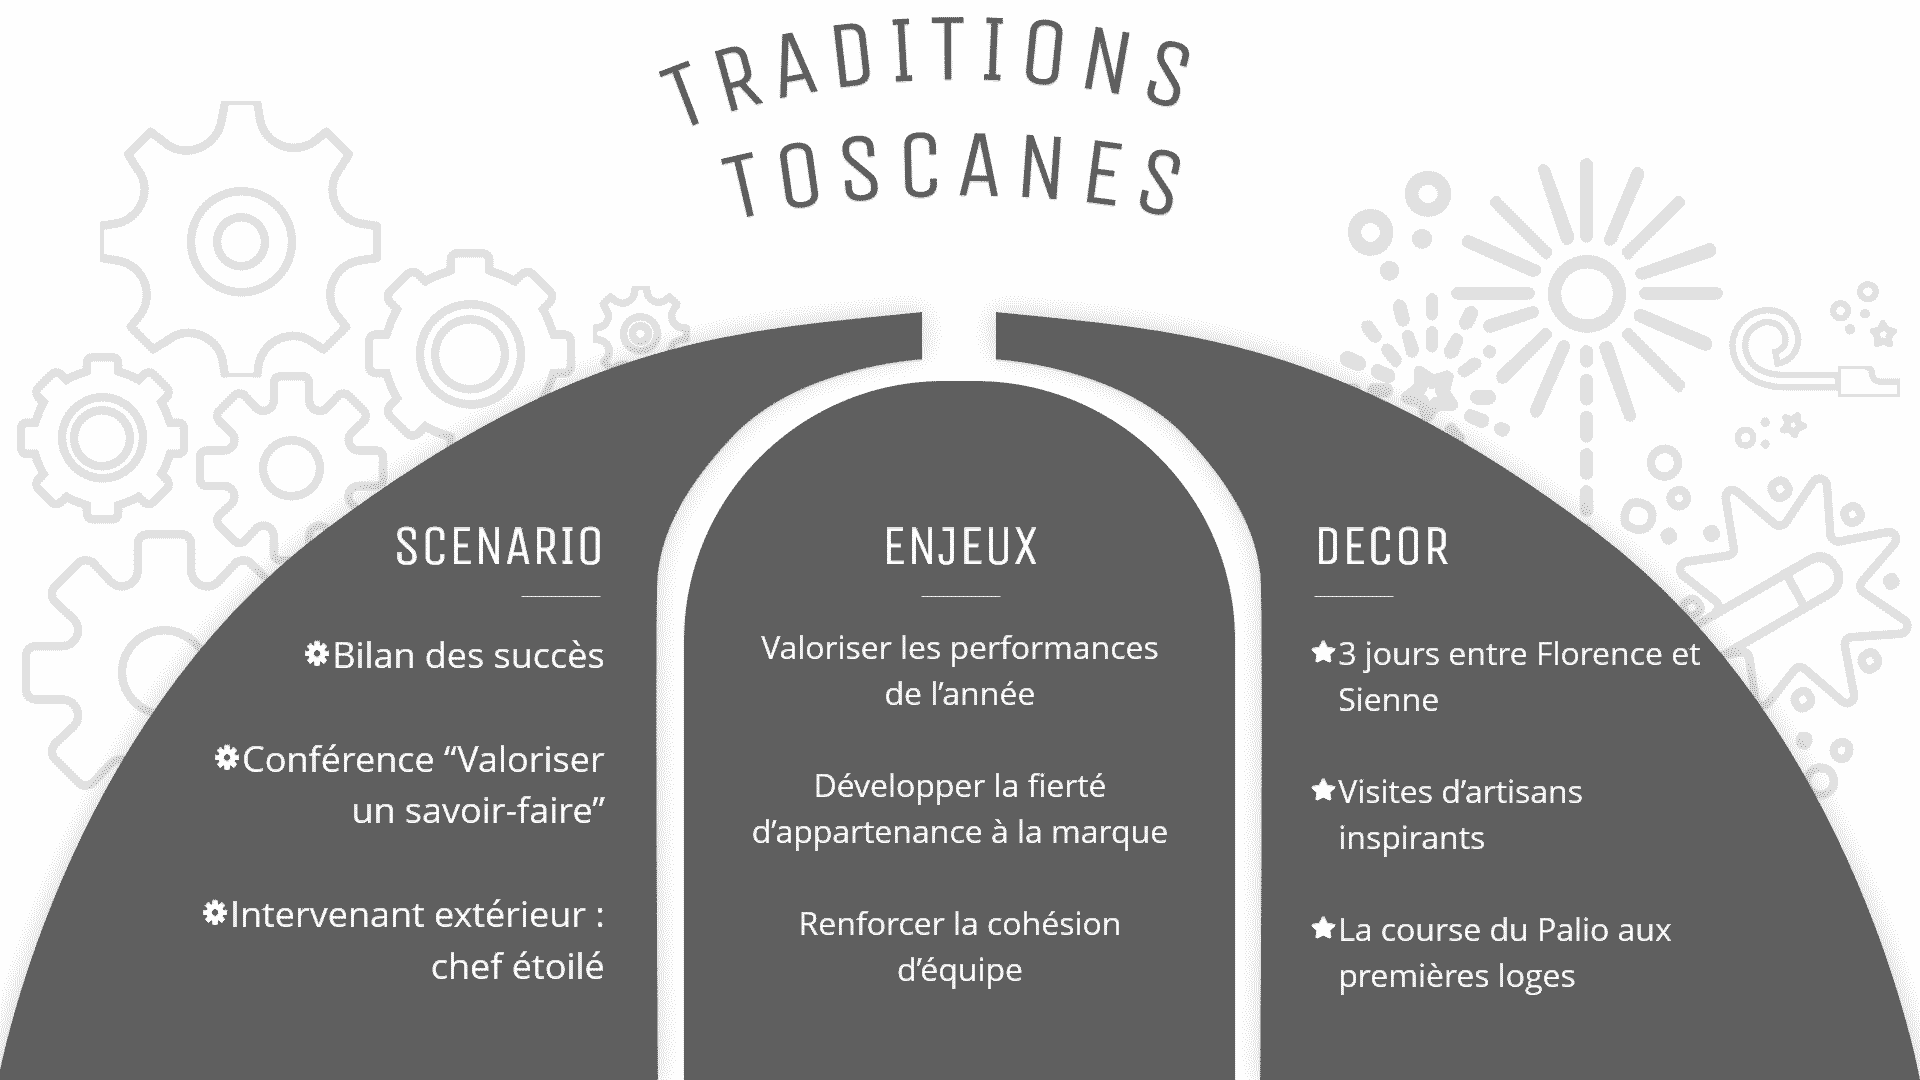 TRADITIONS
TOSCANES
SCENARIO
Bilan des succès
Conférence “Valoriser
un savoir-faire”
Intervenant extérieur :
chef étoilé
ENJEUX
Valoriser les performances
de l’année
Développer la fierté
d’appartenance à la marque
Renforcer la cohésion
d’équipe
DECOR
3 jours entre Florence et
Sienne
Visites d’artisans
inspirants
La course du Palio aux
premières loges